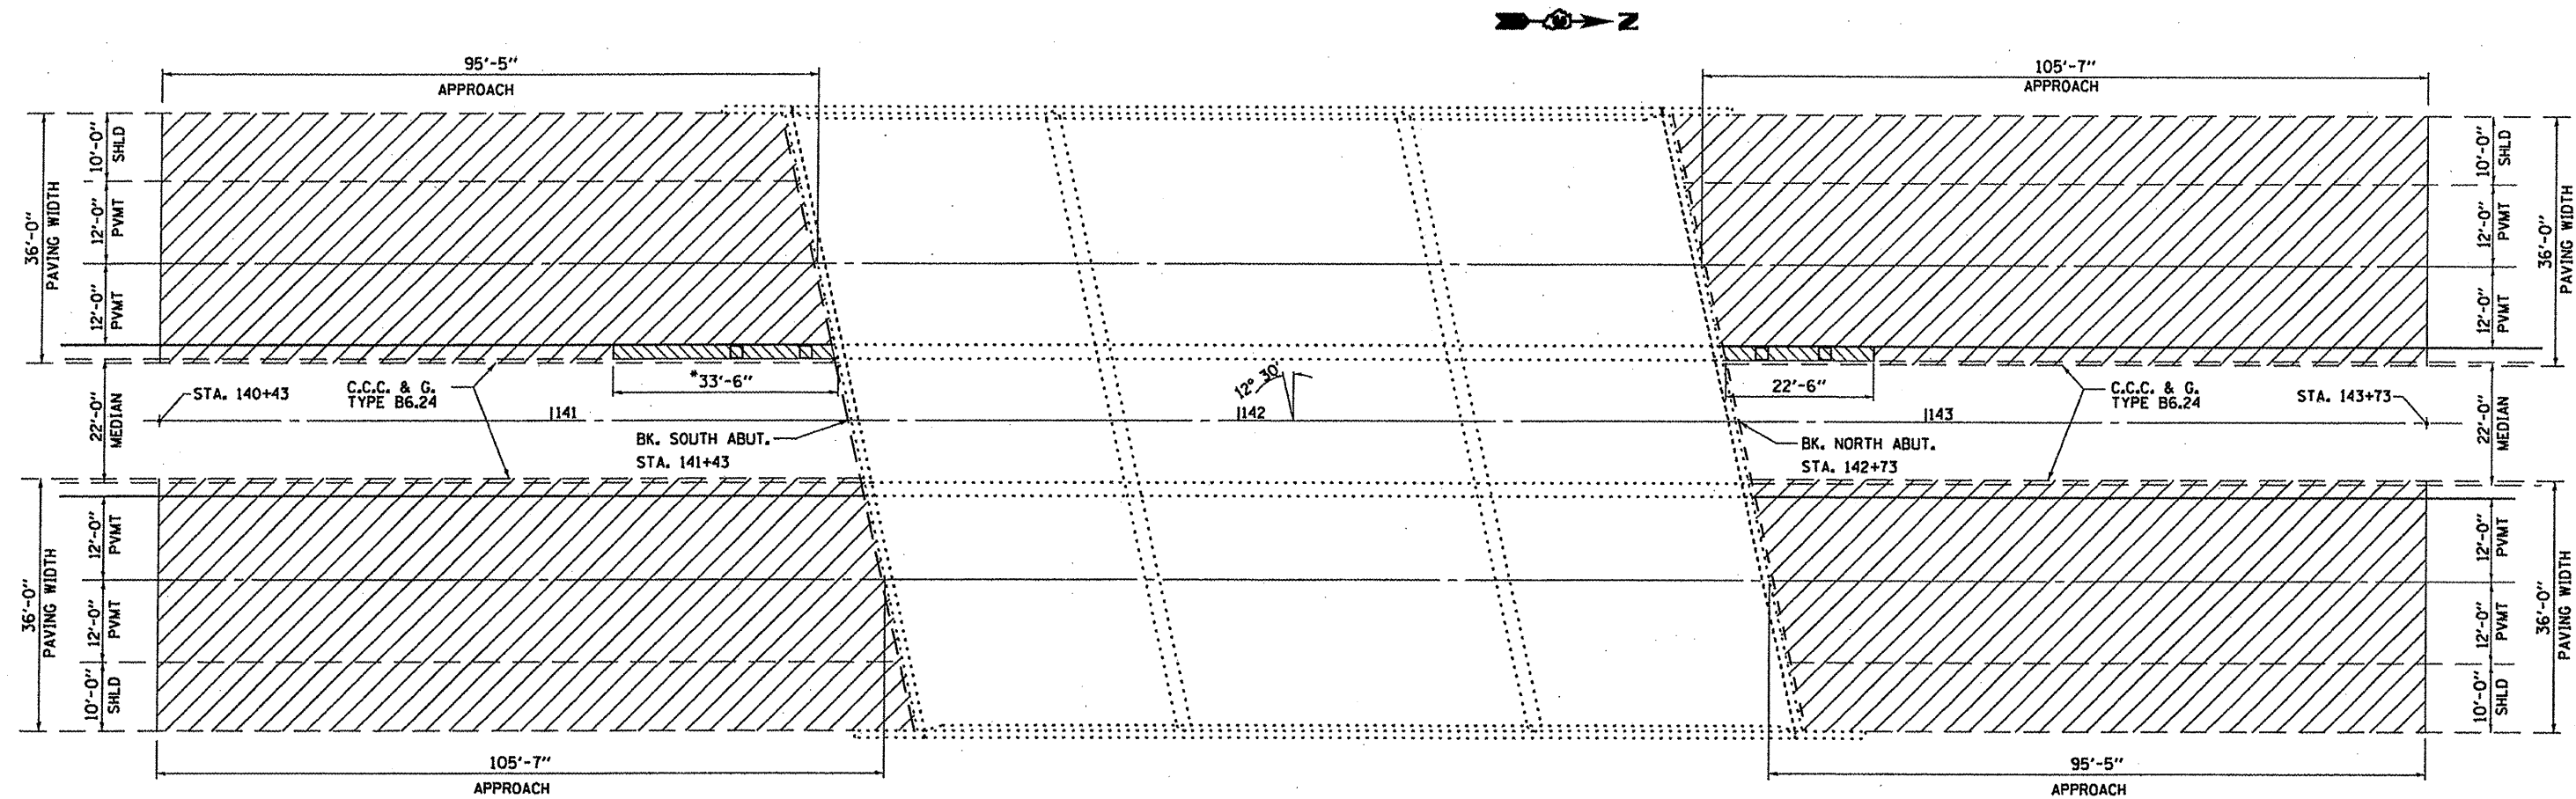 N
95'-5"
APPROACH
105'-7"
APPROACH
36'-0"
PAVING WIDTH
10'-0"
SHLD
12'-0"
PVMT
12'-0"
PVMT
10'-0"
SHLD
12'-0"
PVMT
12'-0"
PVMT
36'-0"
PAVING WIDTH
*33'-6"
22'-6"
12° 30'
22'-0"
MEDIAN
STA. 140+43
C.C.C. & G.
TYPE B6.24
141
142
143
C.C.C. & G.
TYPE B6.24
STA. 143+73
22'-0"
MEDIAN
BK. SOUTH ABUT.
STA. 141+43
BK. NORTH ABUT.
STA. 142+73
36'-0"
PAVING WIDTH
12'-0"
PVMT
12'-0"
PVMT
10'-0"
SHLD
12'-0"
PVMT
12'-0"
PVMT
10'-0"
SHLD
36'-0"
PAVING WIDTH
105'-7"
APPROACH
95'-5"
APPROACH